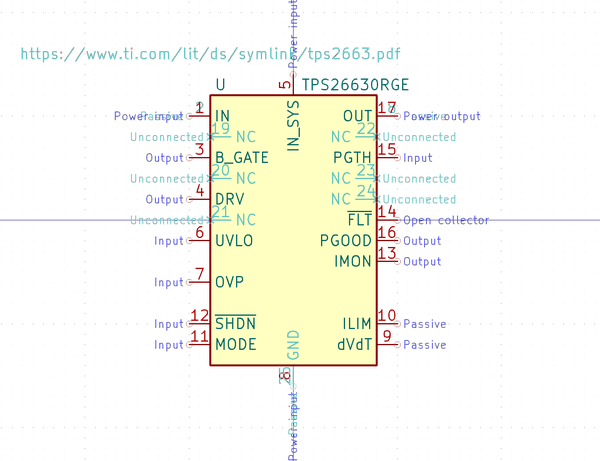 Power input
https://www.ti.com/lit/ds/symlink/tps2663.pdf
U TPS26630RGE
5
IN_SYS
Power input 1 IN OUT 17 Power output
Unconnected 19 NC 22 Unconnected
Output 3 B_GATE PGTH 15 Input
Unconnected 20 NC NC 23 Unconnected
Output 4 DRV NC 24 Unconnected
Unconnected 21 NC FLT 14 Open collector
Input 6 UVLO PGOOD 16 Output
IMON 13 Output
Input 7 OVP
Input 12 SHDN ILIM 10 Passive
Input 11 MODE dVdT 9 Passive
GND
8
Power input